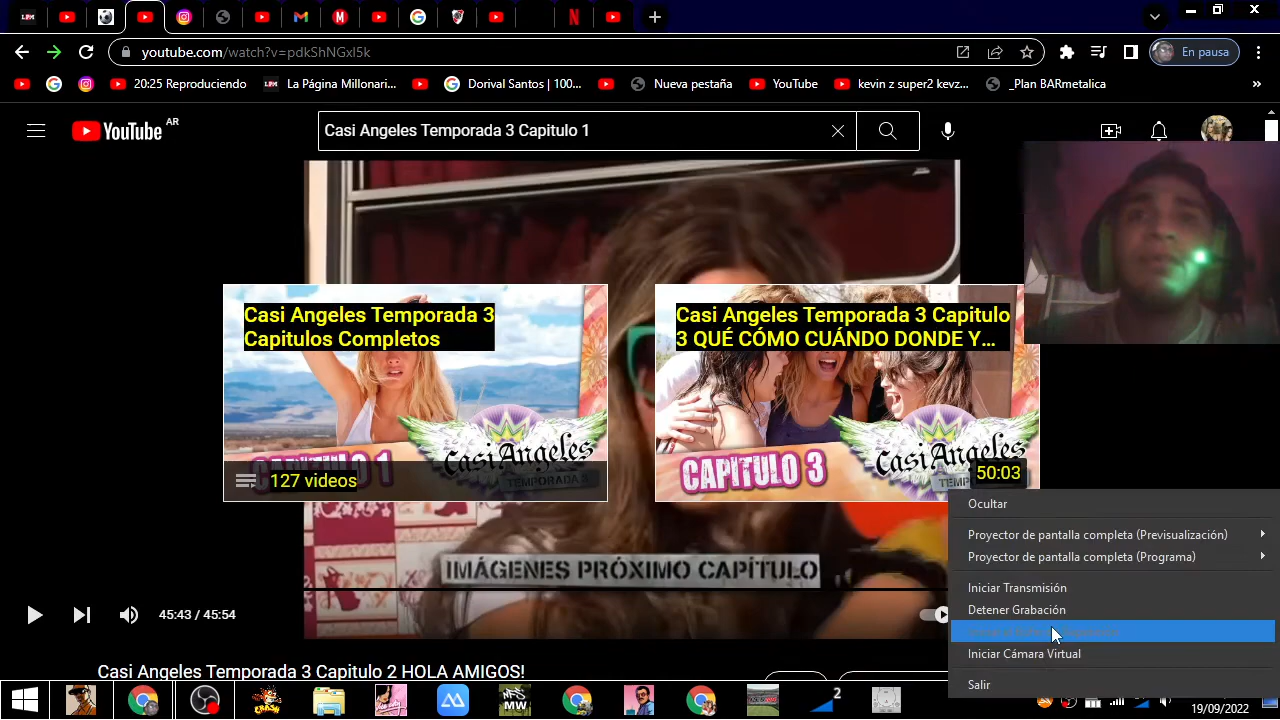 youtube.com/watch?v=pdkShNGxl5k
En pausa
20:25 Reproduciendo
La Página Millonari...
Dorival Santos | 100...
Nueva pestaña
YouTube
kevin z super2 kevz...
_Plan BARmetalica
»
YouTube AR
Casi Angeles Temporada 3 Capitulo 1
Casi Angeles Temporada 3
Capitulos Completos
CAPITULO 1
Casi Angeles
TEMPORADA 3
127 videos
Casi Angeles Temporada 3 Capitulo
3 QUÉ CÓMO CUÁNDO DONDE Y...
CAPITULO 3
Casi Angeles
50:03
IMÁGENES PRÓXIMO CAPÍTULO
45:43 / 45:54
Casi Angeles Temporada 3 Capitulo 2 HOLA AMIGOS!
Ocultar
Proyector de pantalla completa (Previsualización)
Proyector de pantalla completa (Programa)
Iniciar Transmisión
Detener Grabación
Iniciar Cámara Virtual
Salir
MW
2
19/09/2022